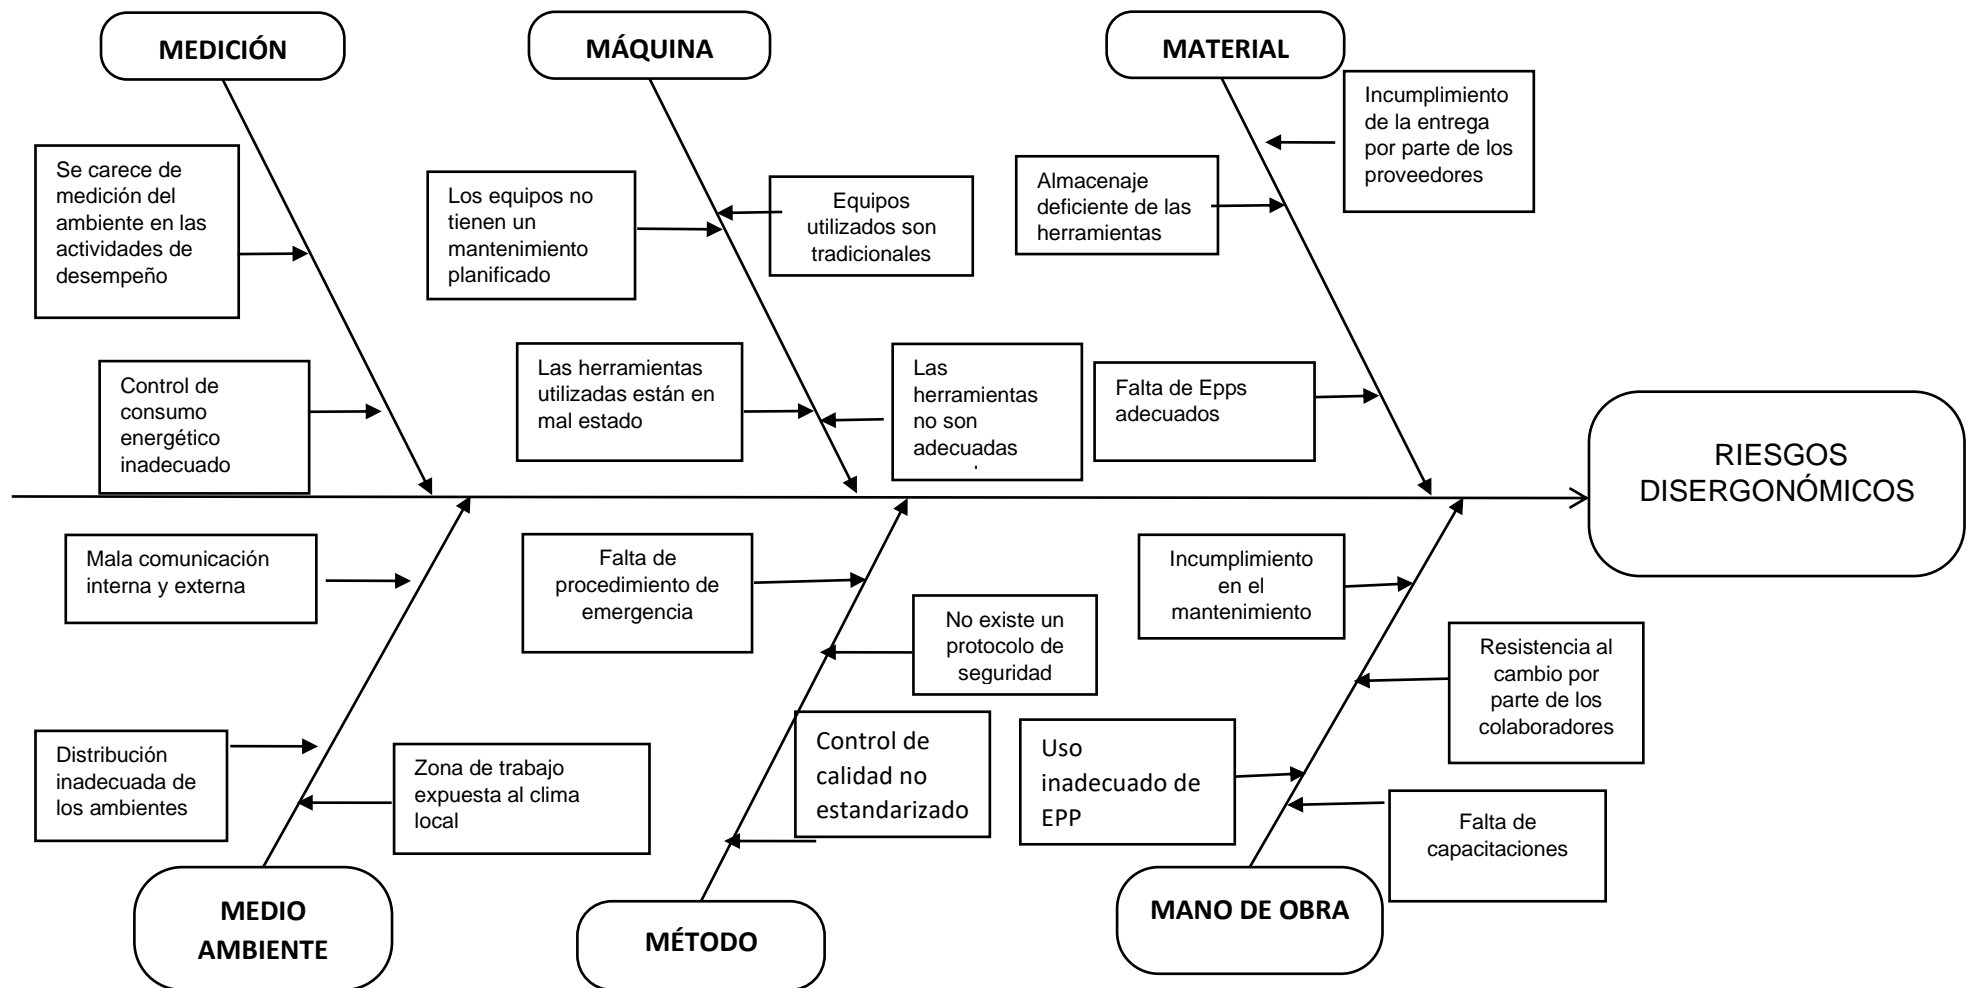 MEDICIÓN
MÁQUINA
MATERIAL
Incumplimiento
de la entrega
por parte de los
proveedores
Se carece de
medición del
ambiente en las
actividades de
desempeño
Los equipos no
tienen un
mantenimiento
planificado
Equipos
utilizados son
tradicionales
Almacenaje
deficiente de las
herramientas
Control de
consumo
energético
inadecuado
Las herramientas
utilizadas están en
mal estado
Las
herramientas
no son
adecuadas
Falta de Epps
adecuados
RIESGOS
DISERGONÓMICOS
Mala comunicación
interna y externa
Falta de
procedimiento de
emergencia
No existe un
protocolo de
seguridad
Incumplimiento
en el
mantenimiento
Resistencia al
cambio por
parte de los
colaboradores
Distribución
inadecuada de
los ambientes
Zona de trabajo
expuesta al clima
local
Control de
calidad no
estandarizado
Uso
inadecuado de
EPP
Falta de
capacitaciones
MEDIO
AMBIENTE
MÉTODO
MANO DE OBRA